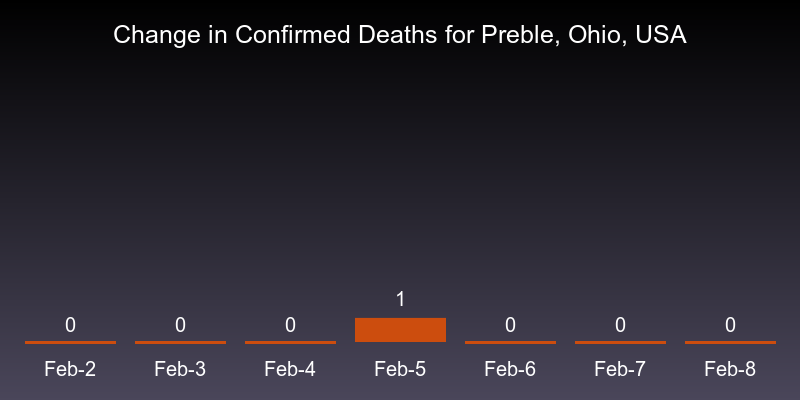 Change in Confirmed Deaths for Preble, Ohio, USA
1
0 0 0 0 0 0
Feb-2 Feb-3 Feb-4 Feb-5 Feb-6 Feb-7 Feb-8